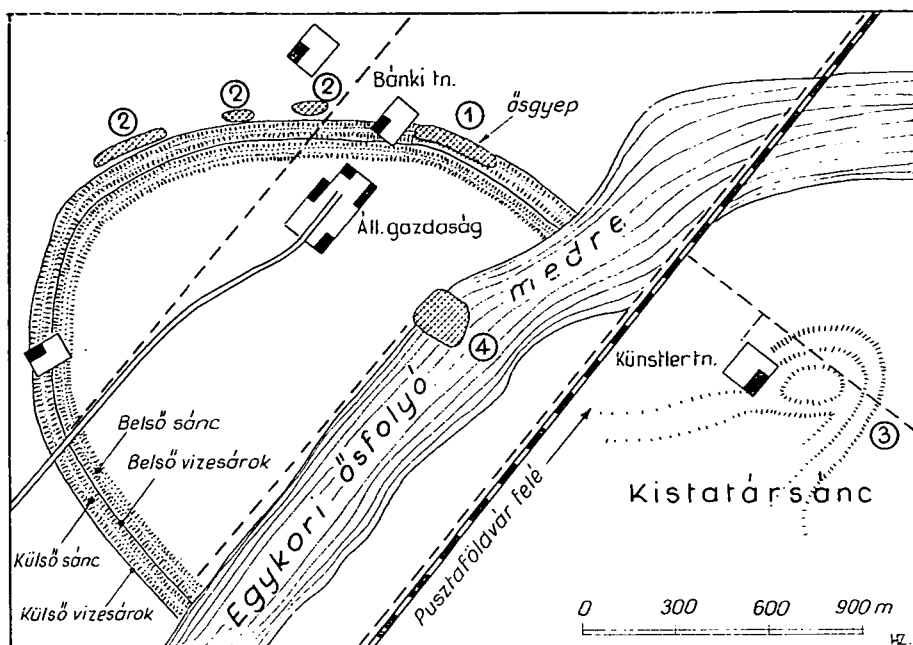 ②
②
②
Bánki tn.
①
ősgyep
Áll. gazdaság
Egykori ősfolyó medre
④
Künstler tn.
③
Kistatársánc
Pusztaföldvár felé
Belső sánc
Belső vizesárok
Külső sánc
Külső vizesárok
0 300 600 900 m
HZ.